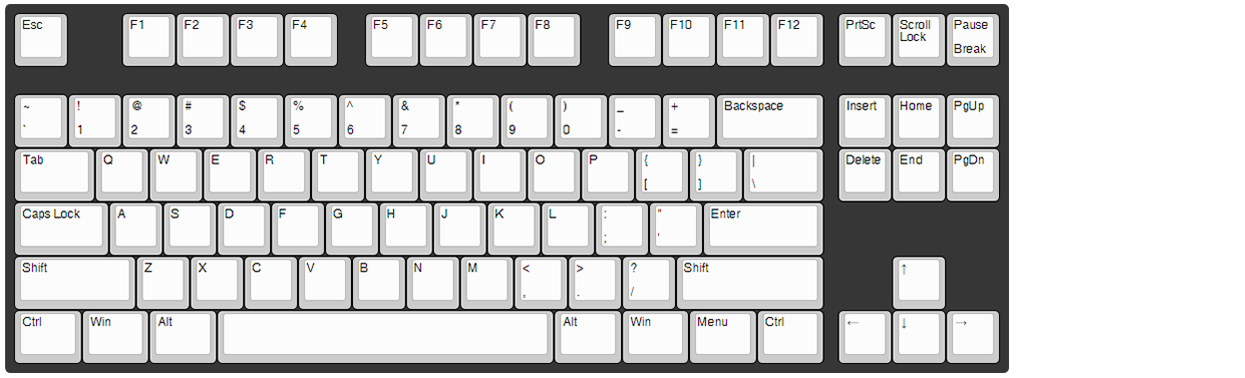 Esc F1 F2 F3 F4 F5 F6 F7 F8 F9 F10 F11 F12 PrtSc Scroll Lock Pause Break
~ ! @ # $ % ^ & * ( ) _ + Backspace Insert Home PgUp
` 1 2 3 4 5 6 7 8 9 0 - =
Tab Q W E R T Y U I O P { } | Delete End PgDn
[ ] \
Caps Lock A S D F G H J K L : " Enter
; '
Shift Z X C V B N M < > ? Shift ↑
, . /
Ctrl Win Alt Alt Win Menu Ctrl ← ↓ →